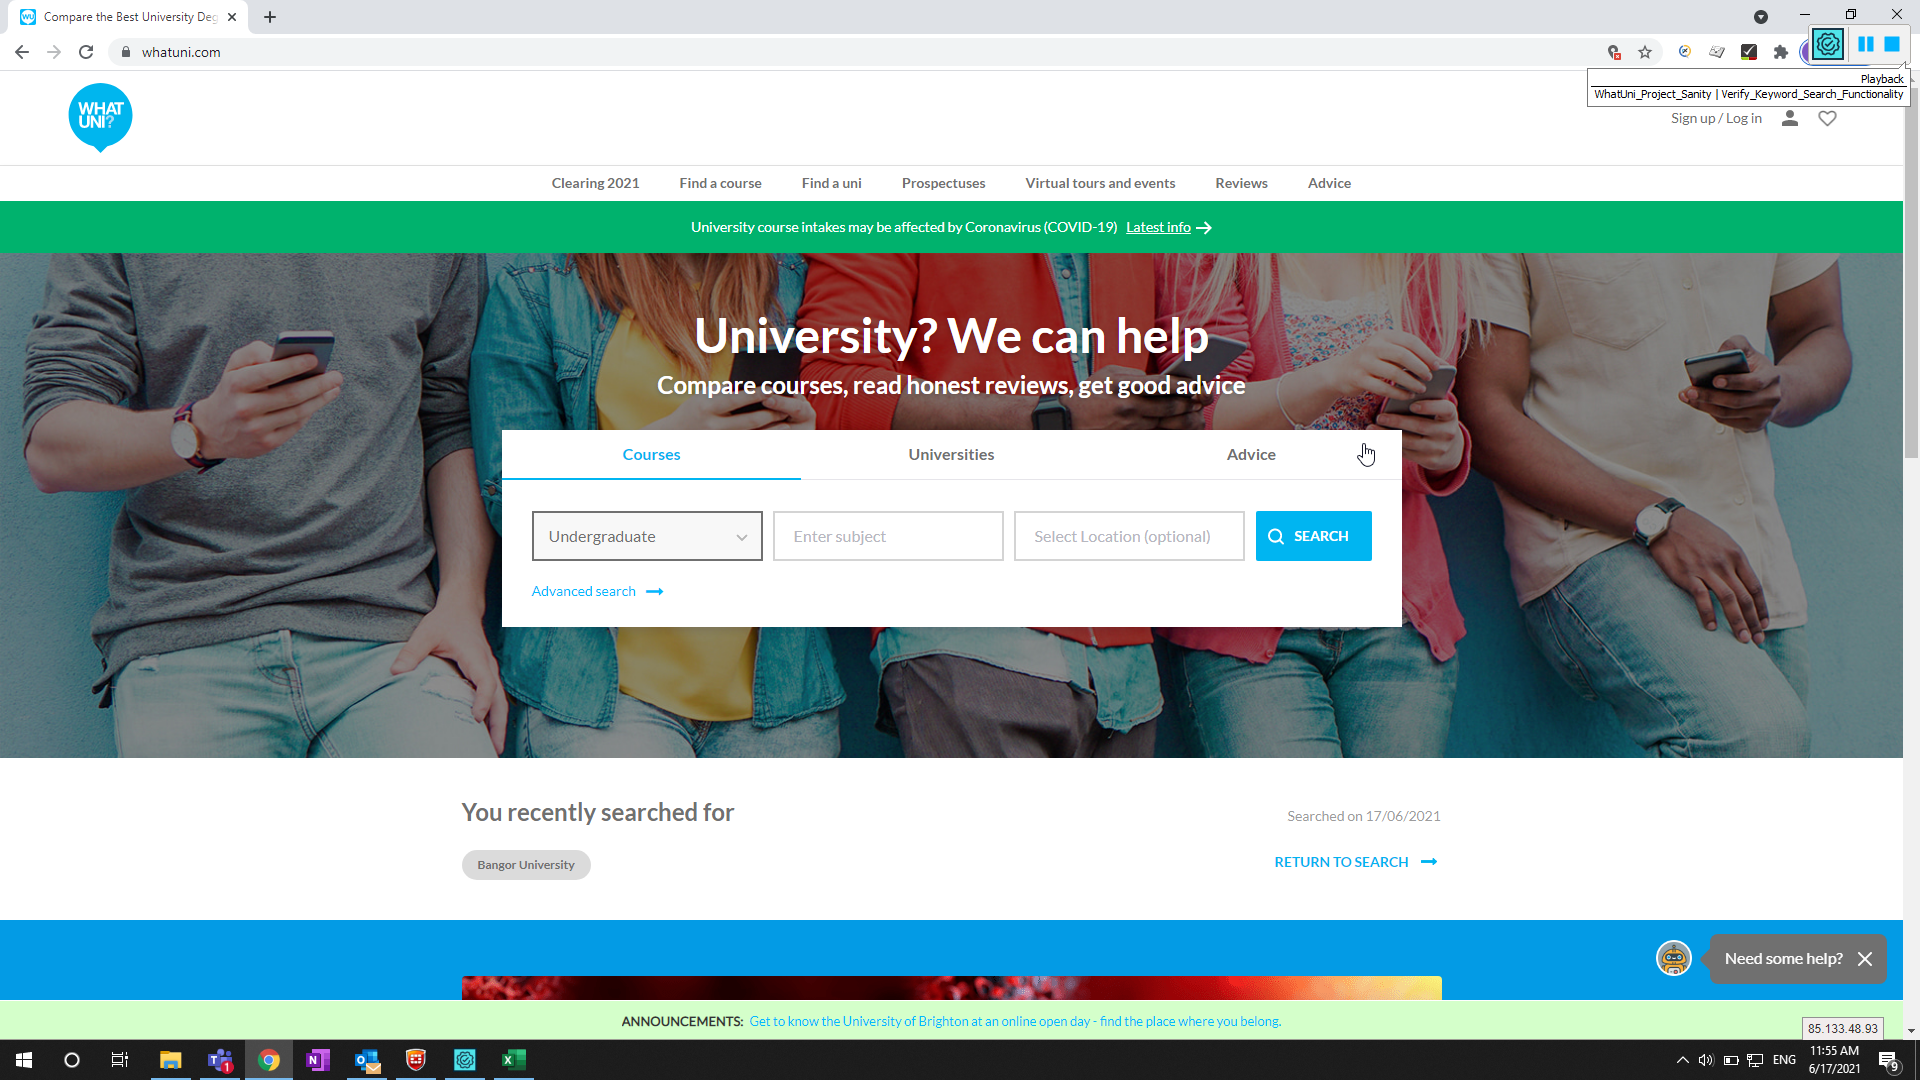 Compare the Best University Deg
whatuni.com
Playback
WhatUni_Project_Sanity | Verify_Keyword_Search_Functionality
WHAT
UNI?
Sign up / Log in
Clearing 2021 Find a course Find a uni Prospectuses Virtual tours and events Reviews Advice
University course intakes may be affected by Coronavirus (COVID-19) Latest info
University? We can help
Compare courses, read honest reviews, get good advice
Courses Universities Advice
Undergraduate Enter subject Select Location (optional) SEARCH
Advanced search
You recently searched for
Searched on 17/06/2021
Bangor University
RETURN TO SEARCH
Need some help?
ANNOUNCEMENTS: Get to know the University of Brighton at an online open day - find the place where you belong.
85.133.48.93
ENG
11:55 AM
6/17/2021
1
9